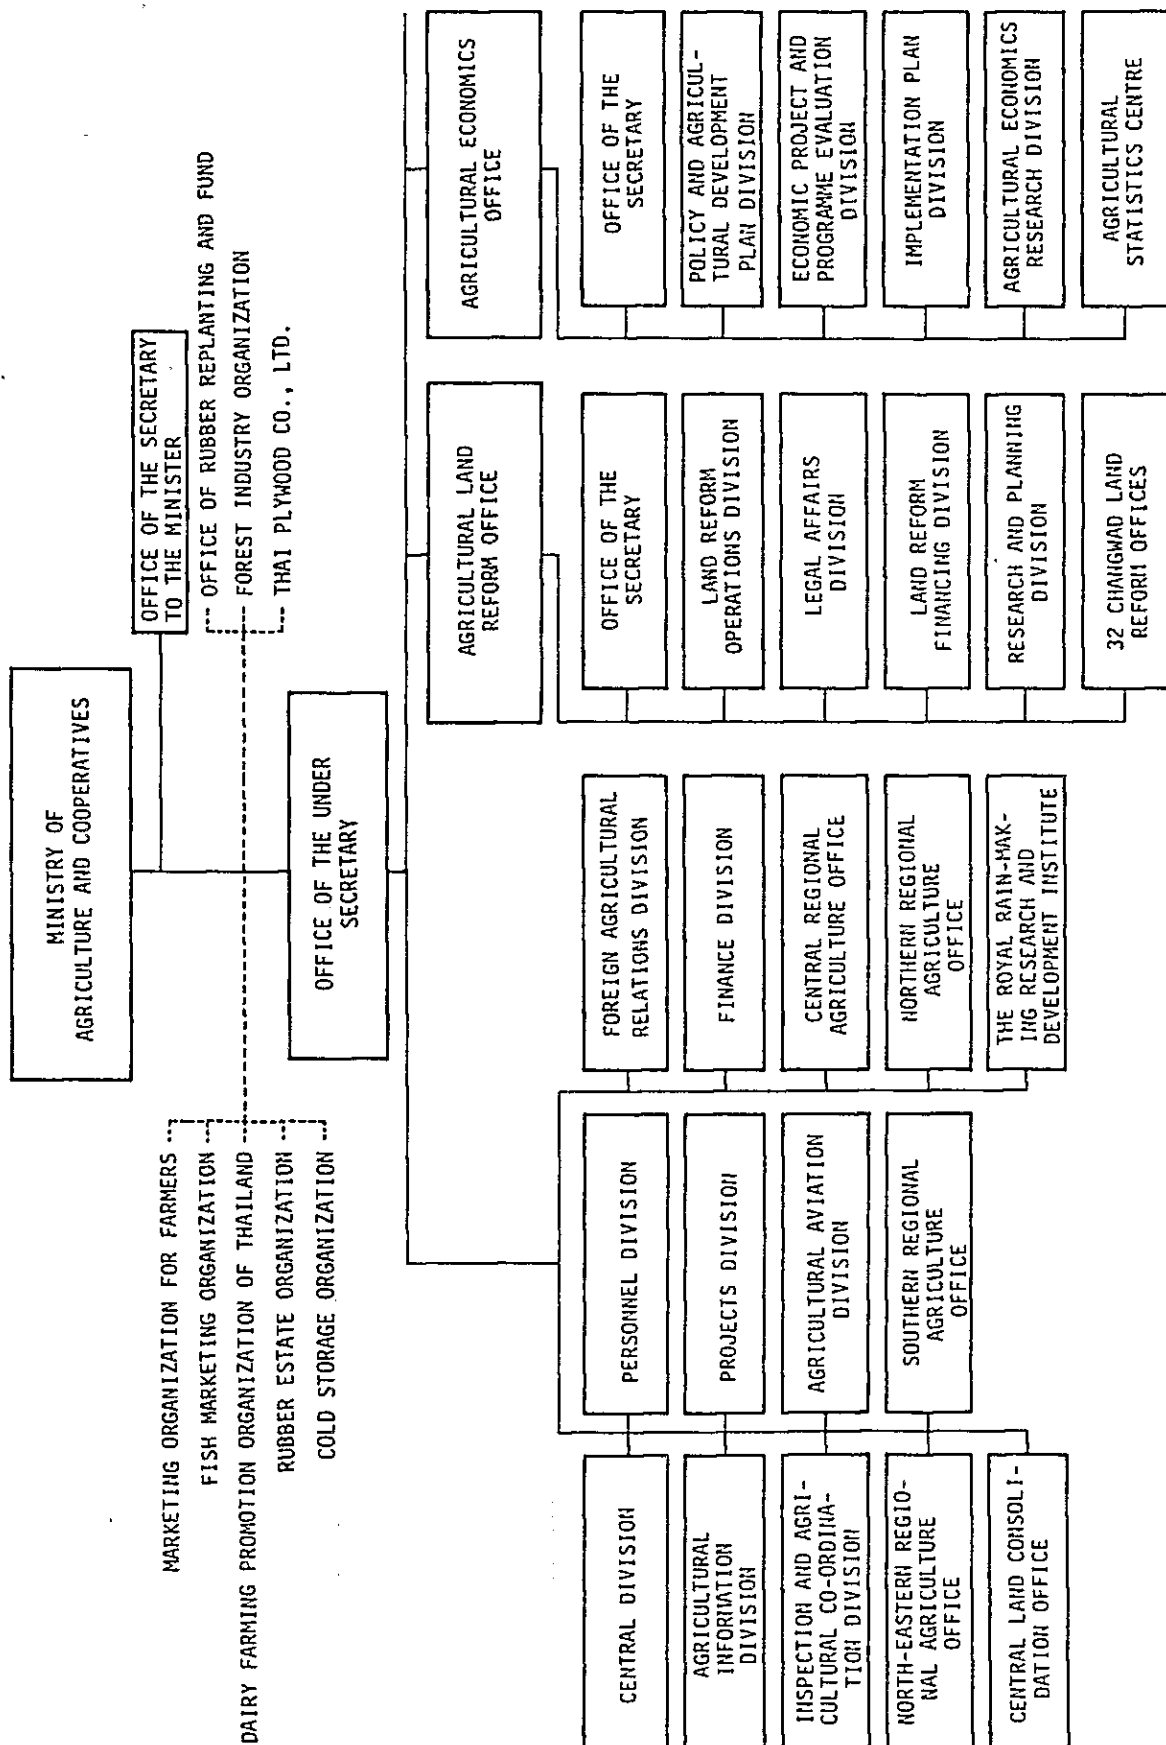 MINISTRY OF
AGRICULTURE AND COOPERATIVES
OFFICE OF THE SECRETARY
TO THE MINISTER
MARKETING ORGANIZATION FOR FARMERS
FISH MARKETING ORGANIZATION
DAIRY FARMING PROMOTION ORGANIZATION OF THAILAND
RUBBER ESTATE ORGANIZATION
COLD STORAGE ORGANIZATION
OFFICE OF RUBBER REPLANTING AND FUND
FOREST INDUSTRY ORGANIZATION
THAI PLYWOOD CO., LTD.
OFFICE OF THE UNDER
SECRETARY
AGRICULTURAL LAND
REFORM OFFICE
AGRICULTURAL ECONOMICS
OFFICE
CENTRAL DIVISION
AGRICULTURAL
INFORMATION
DIVISION
INSPECTION AND AGRI-
CULTURAL CO-ORDINA-
TION DIVISION
NORTH-EASTERN REGIO-
NAL AGRICULTURE
OFFICE
CENTRAL LAND CONSOLI-
DATION OFFICE
PERSONNEL DIVISION
PROJECTS DIVISION
AGRICULTURAL AVIATION
DIVISION
SOUTHERN REGIONAL
AGRICULTURE
OFFICE
FOREIGN AGRICULTURAL
RELATIONS DIVISION
FINANCE DIVISION
CENTRAL REGIONAL
AGRICULTURE OFFICE
NORTHERN REGIONAL
AGRICULTURE
OFFICE
THE ROYAL RAIN-MAK-
ING RESEARCH AND
DEVELOPMENT INSTITUTE
OFFICE OF THE
SECRETARY
LAND REFORM
OPERATIONS DIVISION
LEGAL AFFAIRS
DIVISION
LAND REFORM
FINANCING DIVISION
RESEARCH AND PLANNING
DIVISION
32 CHANGWAD LAND
REFORM OFFICES
OFFICE OF THE
SECRETARY
POLICY AND AGRICUL-
TURAL DEVELOPMENT
PLAN DIVISION
ECONOMIC PROJECT AND
PROGRAMME EVALUATION
DIVISION
IMPLEMENTATION PLAN
DIVISION
AGRICULTURAL ECONOMICS
RESEARCH DIVISION
AGRICULTURAL
STATISTICS CENTRE